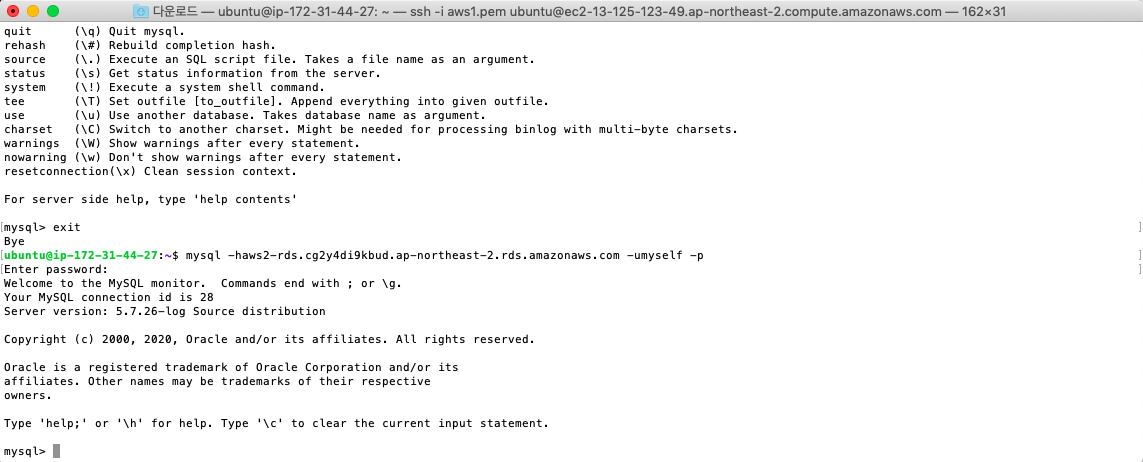 다운로드 — ubuntu@ip-172-31-44-27: ~ — ssh -i aws1.pem ubuntu@ec2-13-125-123-49.ap-northeast-2.compute.amazonaws.com — 162×31
quit      (\q) Quit mysql.
rehash    (\#) Rebuild completion hash.
source    (\.) Execute an SQL script file. Takes a file name as an argument.
status    (\s) Get status information from the server.
system    (\!) Execute a system shell command.
tee       (\T) Set outfile [to_outfile]. Append everything into given outfile.
use       (\u) Use another database. Takes database name as argument.
charset   (\C) Switch to another charset. Might be needed for processing binlog with multi-byte charsets.
warnings  (\W) Show warnings after every statement.
nowarning (\w) Don't show warnings after every statement.
resetconnection(\x) Clean session context.
For server side help, type 'help contents'
[mysql> exit ]
Bye
[ubuntu@ip-172-31-44-27:~$ mysql -haws2-rds.cg2y4di9kbud.ap-northeast-2.rds.amazonaws.com -umyself -p ]
[Enter password: ]
Welcome to the MySQL monitor.  Commands end with ; or \g.
Your MySQL connection id is 28
Server version: 5.7.26-log Source distribution
Copyright (c) 2000, 2020, Oracle and/or its affiliates. All rights reserved.
Oracle is a registered trademark of Oracle Corporation and/or its
affiliates. Other names may be trademarks of their respective
owners.
Type 'help;' or '\h' for help. Type '\c' to clear the current input statement.
mysql>